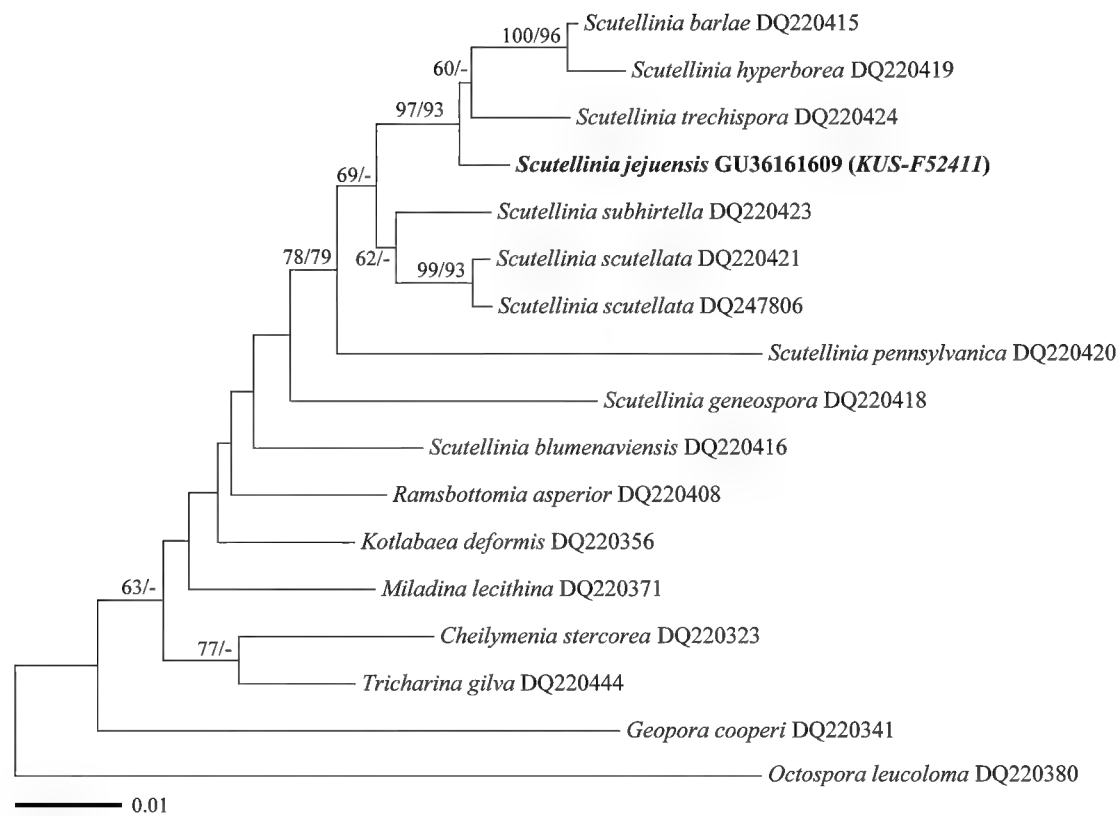 Scutellinia barlae DQ220415
100/96
Scutellinia hyperborea DQ220419
60/-
97/93
Scutellinia trechispora DQ220424
Scutellinia jejuensis GU36161609 (KUS-F52411)
69/-
Scutellinia subhirtella DQ220423
62/-
99/93
Scutellinia scutellata DQ220421
78/79
Scutellinia scutellata DQ247806
Scutellinia pennsylvanica DQ220420
Scutellinia geneospora DQ220418
Scutellinia blumenaviensis DQ220416
Ramsbottomia asperior DQ220408
Kotlabaea deformis DQ220356
63/-
Miladina lecithina DQ220371
Cheilymenia stercorea DQ220323
77/-
Tricharina gilva DQ220444
Geopora cooperi DQ220341
Octospora leucoloma DQ220380
0.01